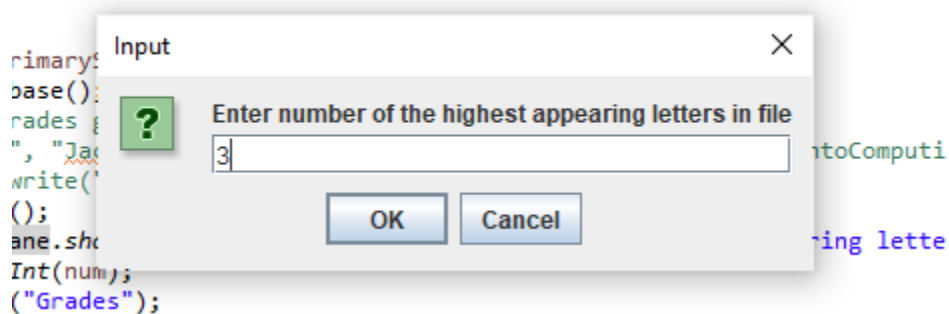 Input
rimaryS
base();
Enter number of the highest appearing letters in file
rades g
?
3
", "Jac
ntoComputi
write("
();
OK
Cancel
ane.sho
ring lette
Int(num);
("Grades");